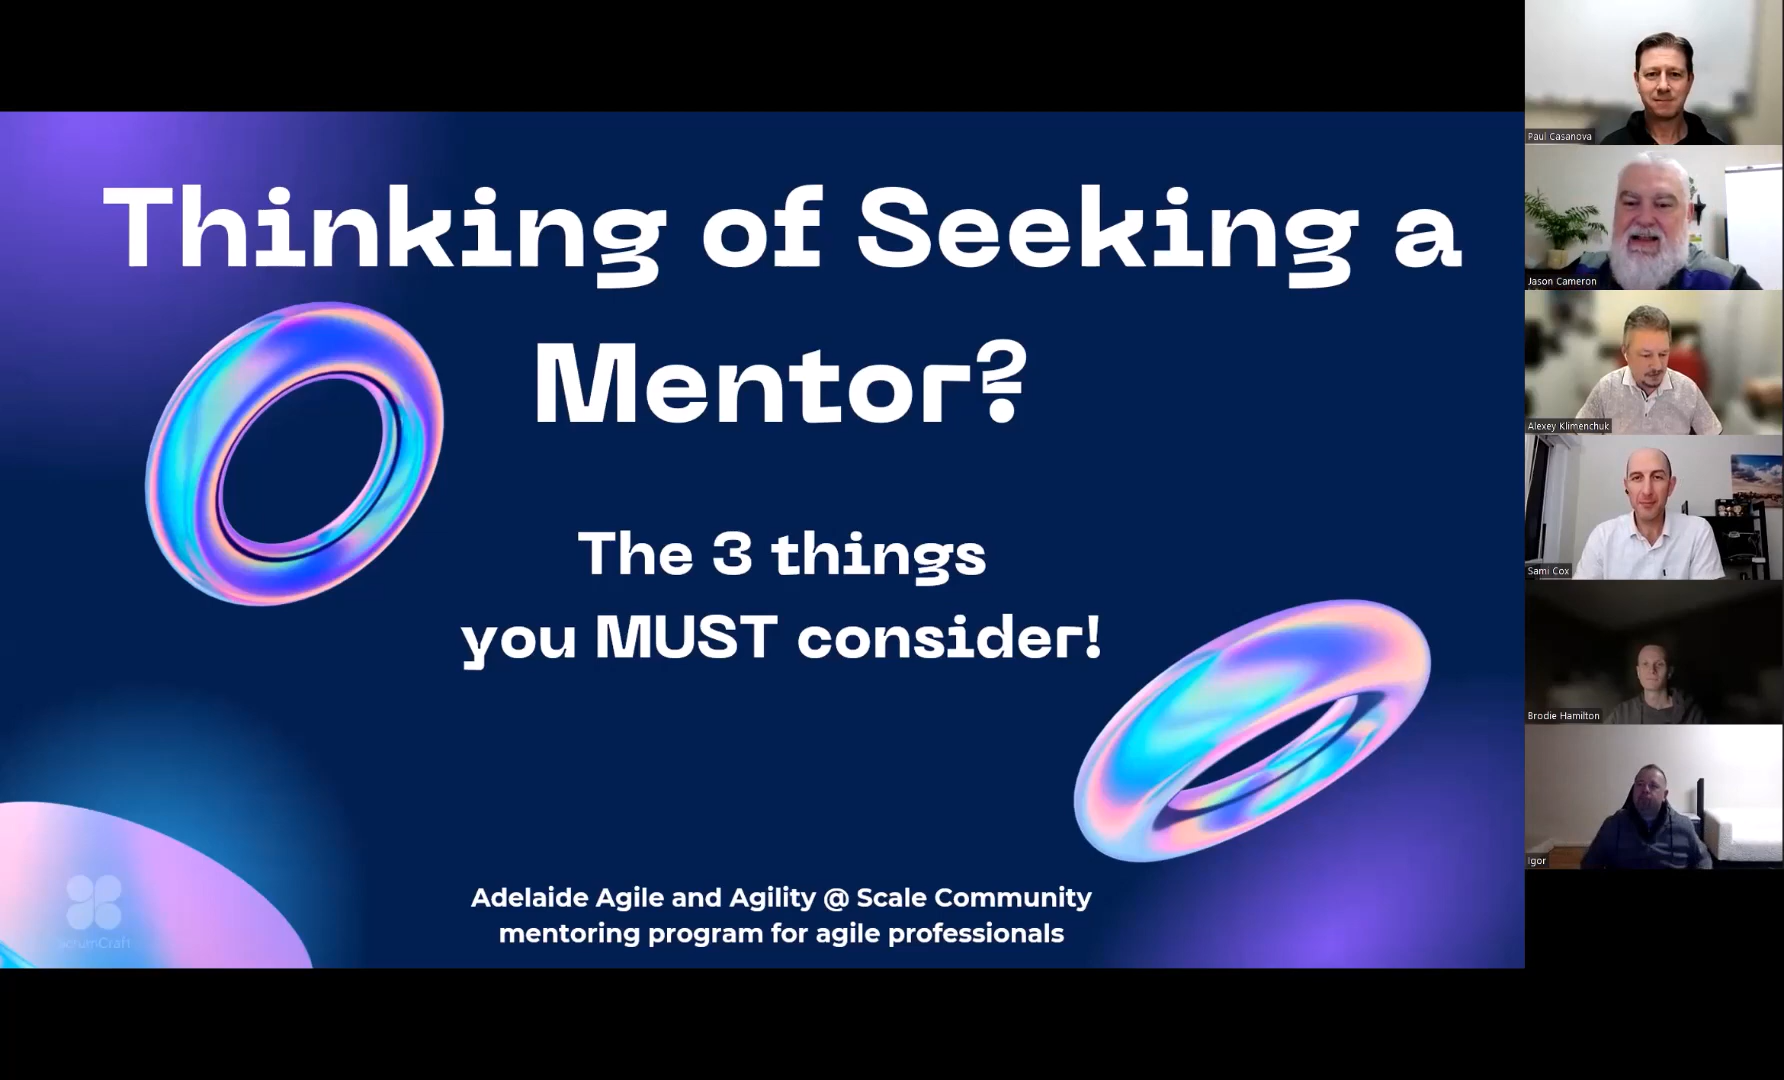 Thinking of Seeking a
Mentor?
The 3 things
you MUST consider!
Adelaide Agile and Agility @ Scale Community
mentoring program for agile professionals
ScrumCraft
Paul Casanova
Jason Cameron
Alexey Klimenchuk
Sami Cox
Brodie Hamilton
Igor